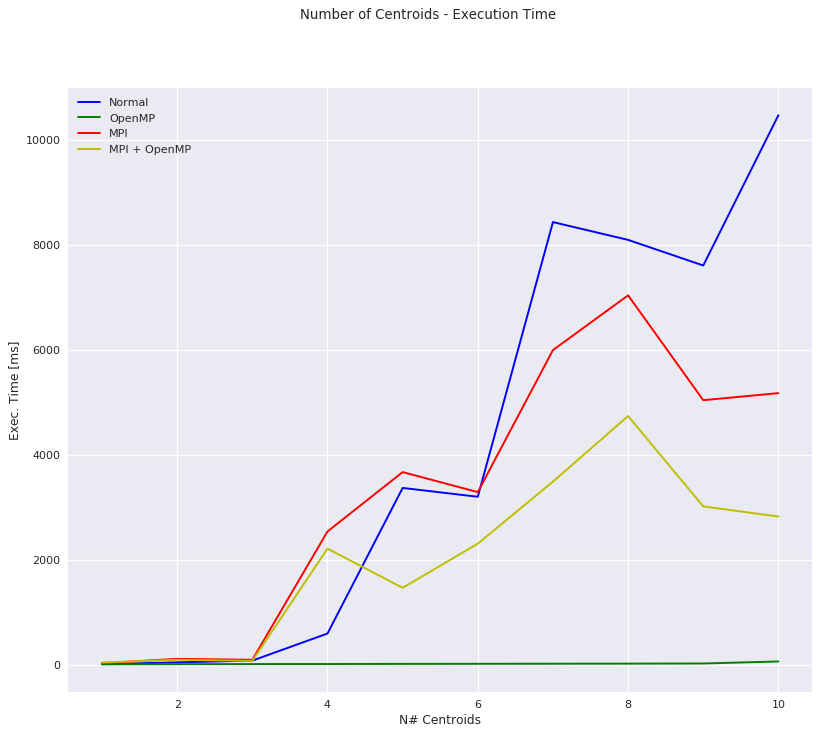 Number of Centroids - Execution Time
Normal
OpenMP
MPI
MPI + OpenMP
10000
8000
6000
4000
2000
0
Exec. Time [ms]
2 4 6 8 10
N# Centroids